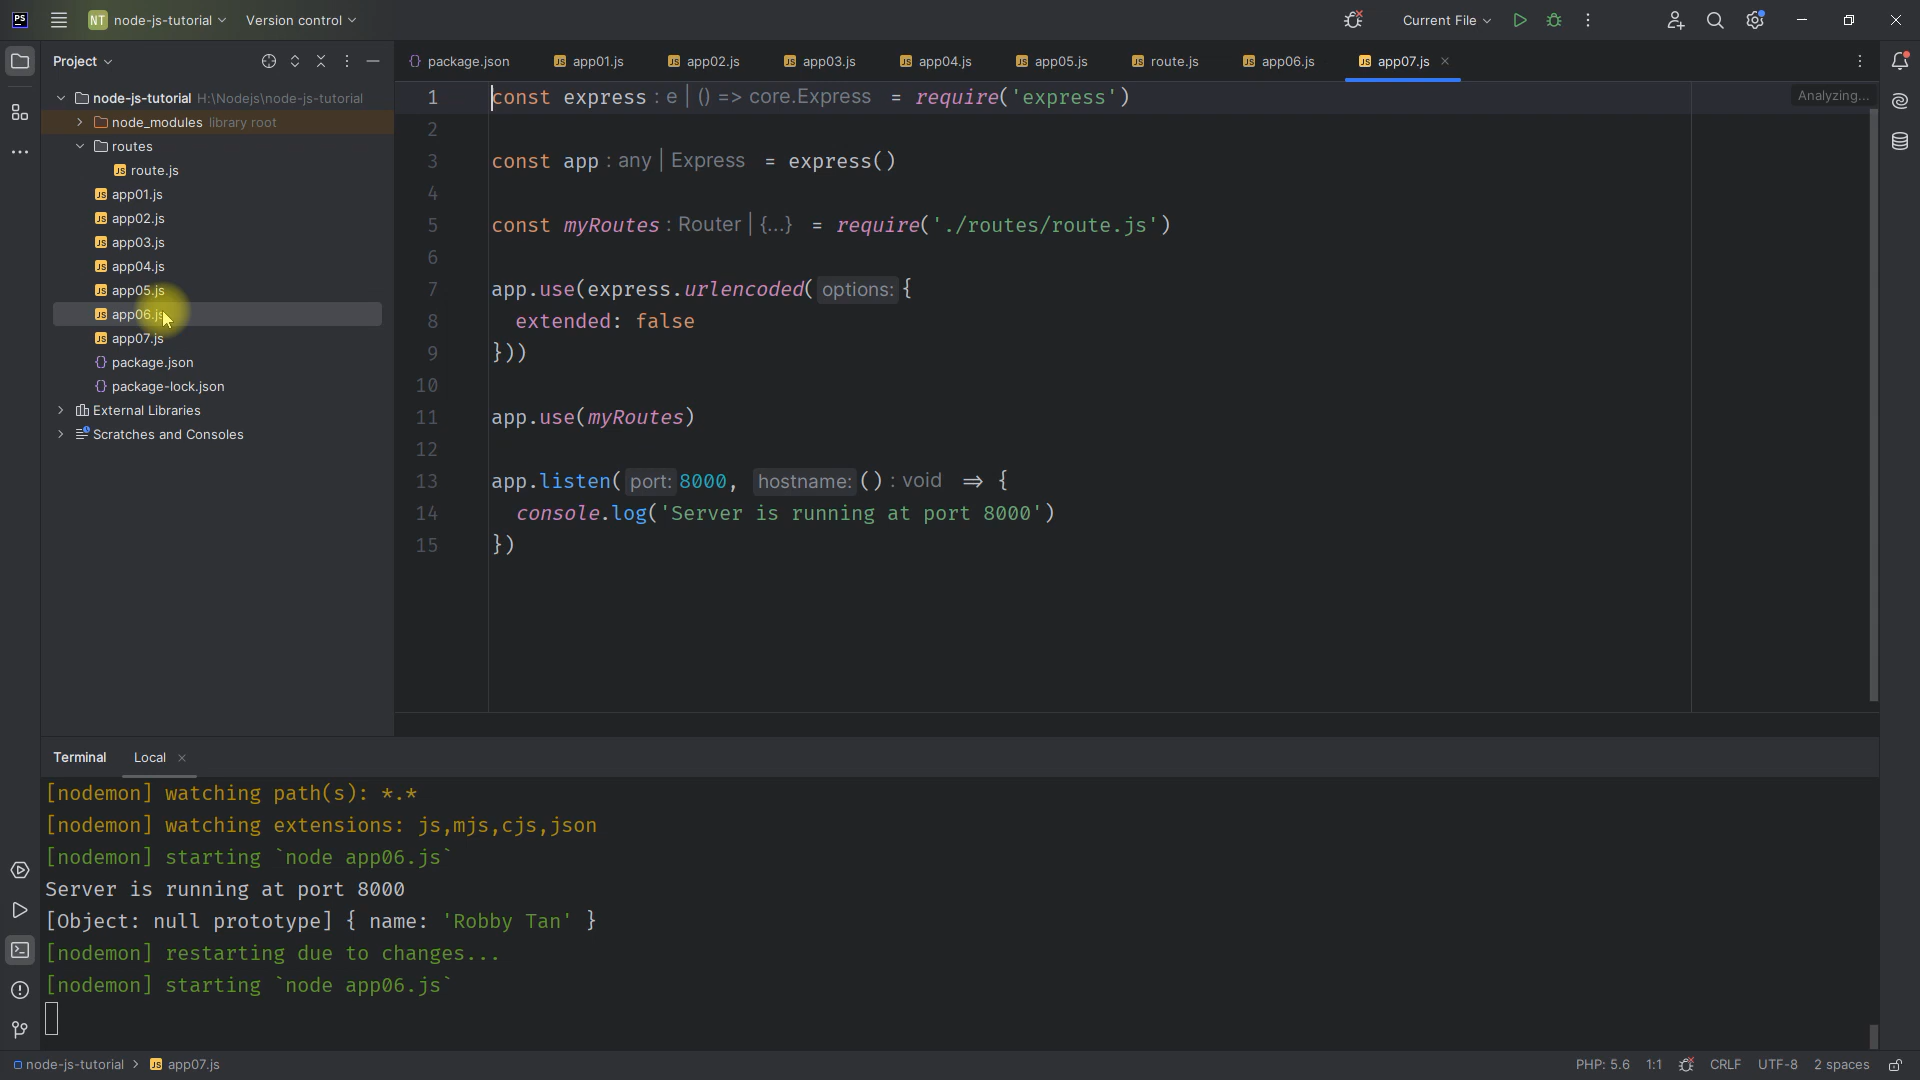 PS NT node-js-tutorial Version control Current File
Project
package.json app01.js app02.js app03.js app04.js app05.js route.js app06.js app07.js
node-js-tutorial H:\Nodejs\node-js-tutorial
node_modules library root
routes
route.js
app01.js
app02.js
app03.js
app04.js
app05.js
app06.js
app07.js
package.json
package-lock.json
External Libraries
Scratches and Consoles
Analyzing...
1 const express : e | () => core.Express = require('express')
2
3 const app : any | Express = express()
4
5 const myRoutes : Router | {...} = require('./routes/route.js')
6
7 app.use(express.urlencoded( options: {
8 extended: false
9 }))
10
11 app.use(myRoutes)
12
13 app.listen( port: 8000, hostname: () : void => {
14 console.log('Server is running at port 8000')
15 })
Terminal Local
[nodemon] watching path(s): *.*
[nodemon] watching extensions: js,mjs,cjs,json
[nodemon] starting `node app06.js`
Server is running at port 8000
[Object: null prototype] { name: 'Robby Tan' }
[nodemon] restarting due to changes...
[nodemon] starting `node app06.js`
node-js-tutorial > app07.js PHP: 5.6 1:1 CRLF UTF-8 2 spaces